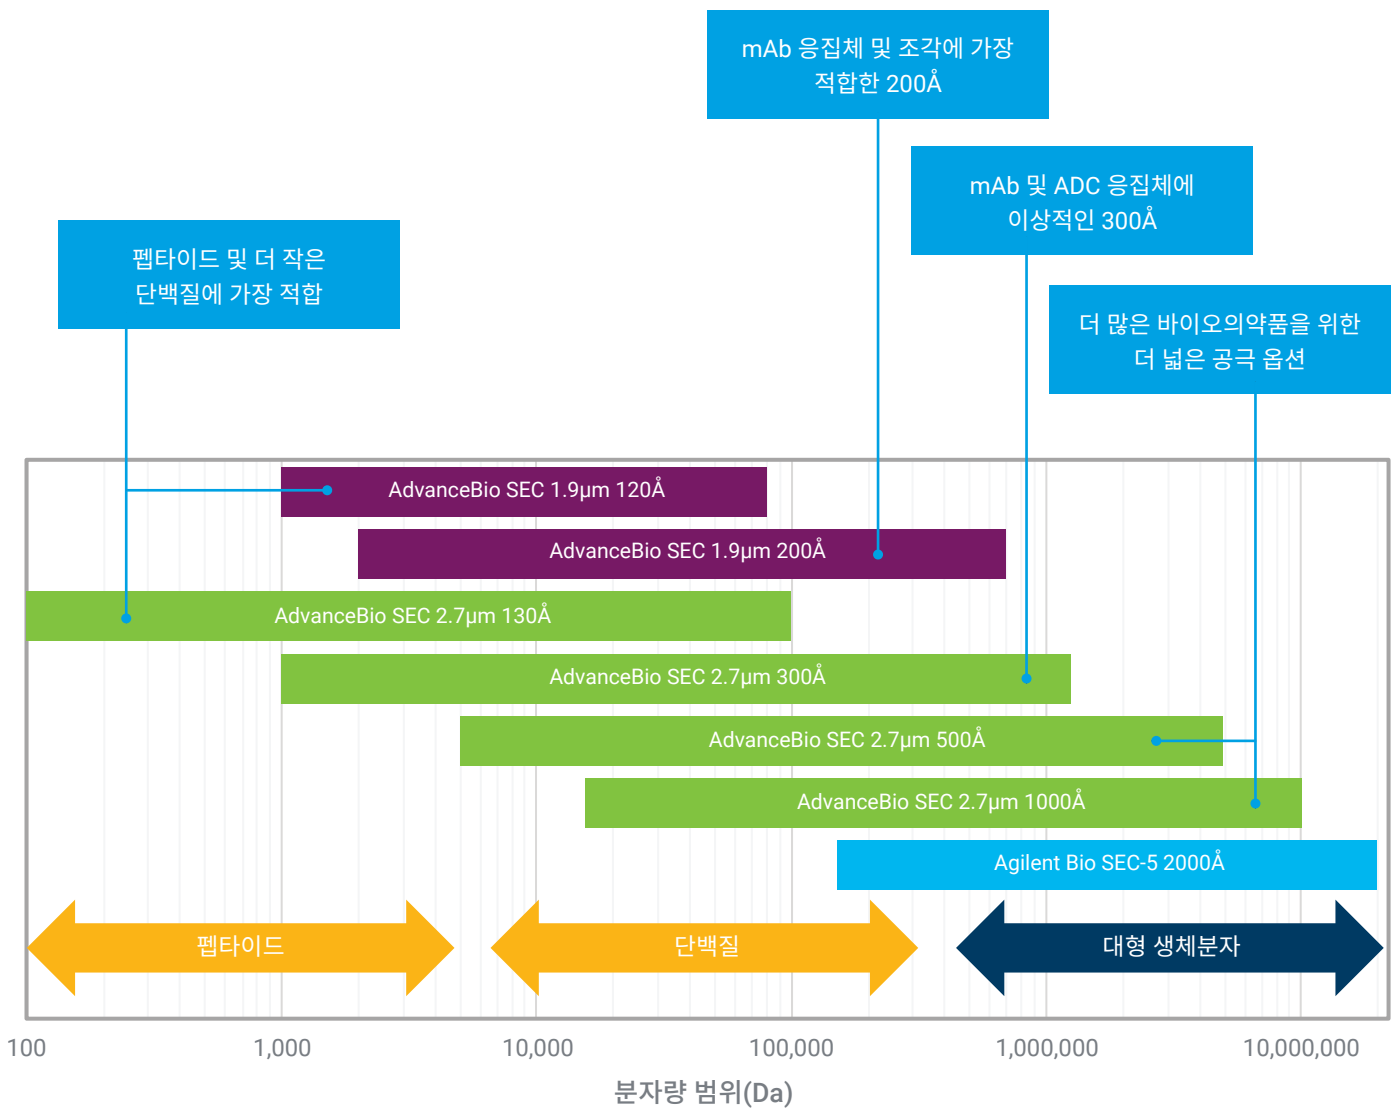 mAb 응집체 및 조각에 가장
적합한 200Å
mAb 및 ADC 응집체에
이상적인 300Å
펩타이드 및 더 작은
단백질에 가장 적합
더 많은 바이오의약품을 위한
더 넓은 공극 옵션
AdvanceBio SEC 1.9µm 120Å
AdvanceBio SEC 1.9µm 200Å
AdvanceBio SEC 2.7µm 130Å
AdvanceBio SEC 2.7µm 300Å
AdvanceBio SEC 2.7µm 500Å
AdvanceBio SEC 2.7µm 1000Å
Agilent Bio SEC-5 2000Å
펩타이드 단백질 대형 생체분자
100 1,000 10,000 100,000 1,000,000 10,000,000
분자량 범위(Da)